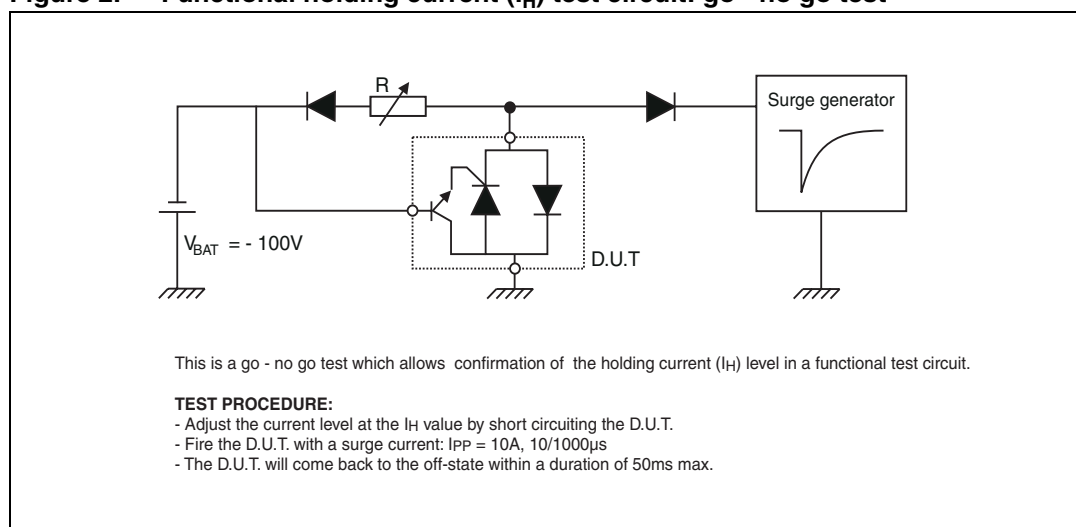 Figure 2. Functional holding current (IH) test circuit: go - no go test
R
Surge generator
VBAT = - 100V
D.U.T
This is a go - no go test which allows confirmation of the holding current (IH) level in a functional test circuit.
TEST PROCEDURE:
- Adjust the current level at the IH value by short circuiting the D.U.T.
- Fire the D.U.T. with a surge current: IPP = 10A, 10/1000µs
- The D.U.T. will come back to the off-state within a duration of 50ms max.